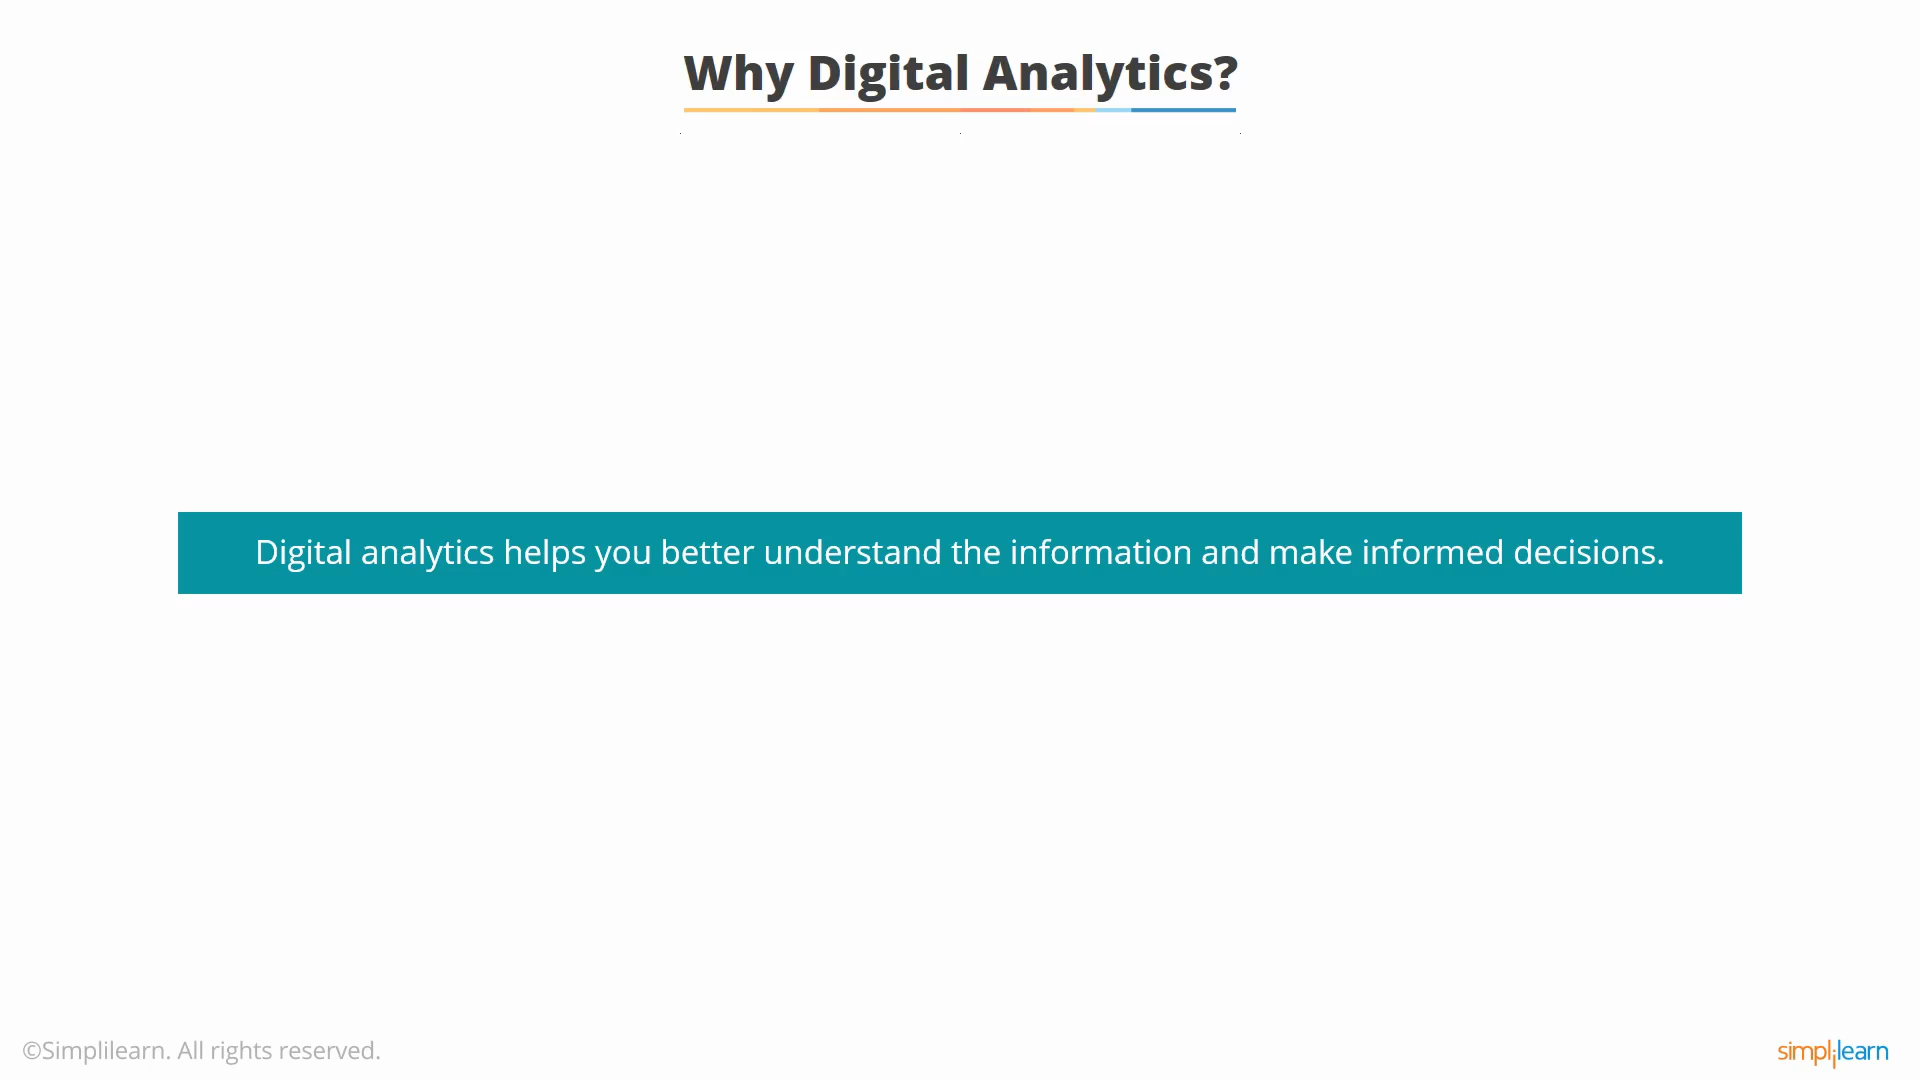 Why Digital Analytics?
Digital analytics helps you better understand the information and make informed decisions.
©Simplilearn. All rights reserved.
simplilearn